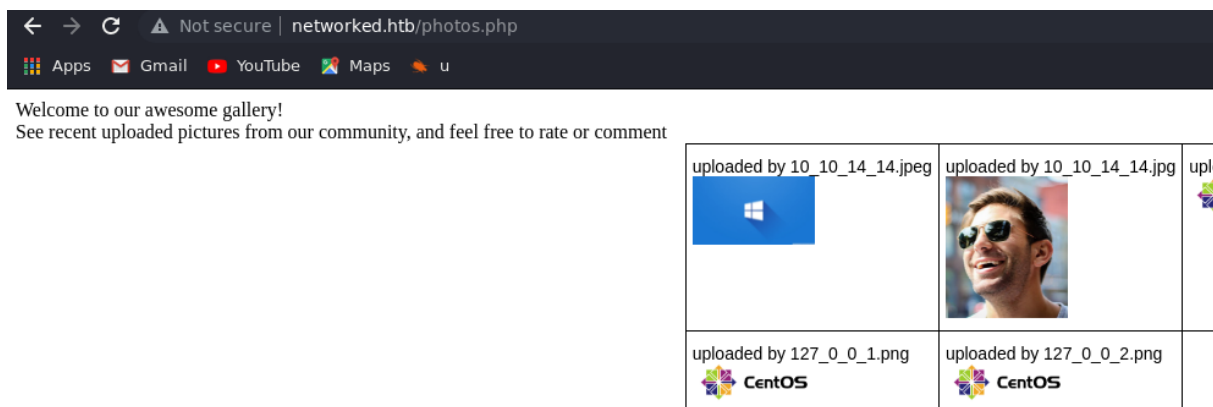 Not secure | networked.htb/photos.php
Apps Gmail YouTube Maps u
Welcome to our awesome gallery!
See recent uploaded pictures from our community, and feel free to rate or comment
uploaded by 10_10_14_14.jpeg uploaded by 10_10_14_14.jpg upl
uploaded by 127_0_0_1.png uploaded by 127_0_0_2.png
CentOS CentOS